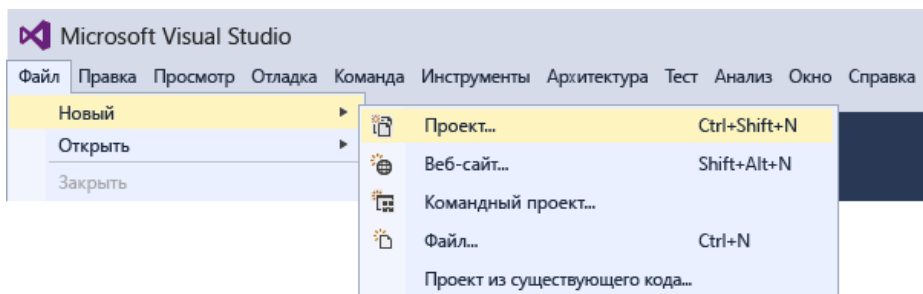 Microsoft Visual Studio
Файл Правка Просмотр Отладка Команда Инструменты Архитектура Тест Анализ Окно Справка
Новый
Открыть
Закрыть
Проект... Ctrl+Shift+N
Веб-сайт... Shift+Alt+N
Командный проект...
Файл... Ctrl+N
Проект из существующего кода...